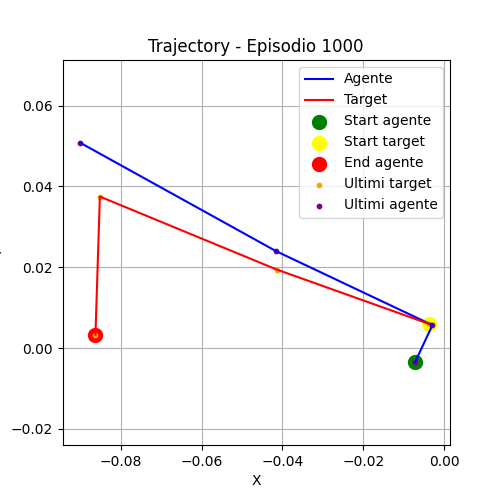 Trajectory - Episodio 1000
Agente
Target
Start agente
Start target
End agente
Ultimi target
Ultimi agente
0.06
0.04
0.02
0.00
−0.02
−0.08
−0.06
−0.04
−0.02
0.00
X